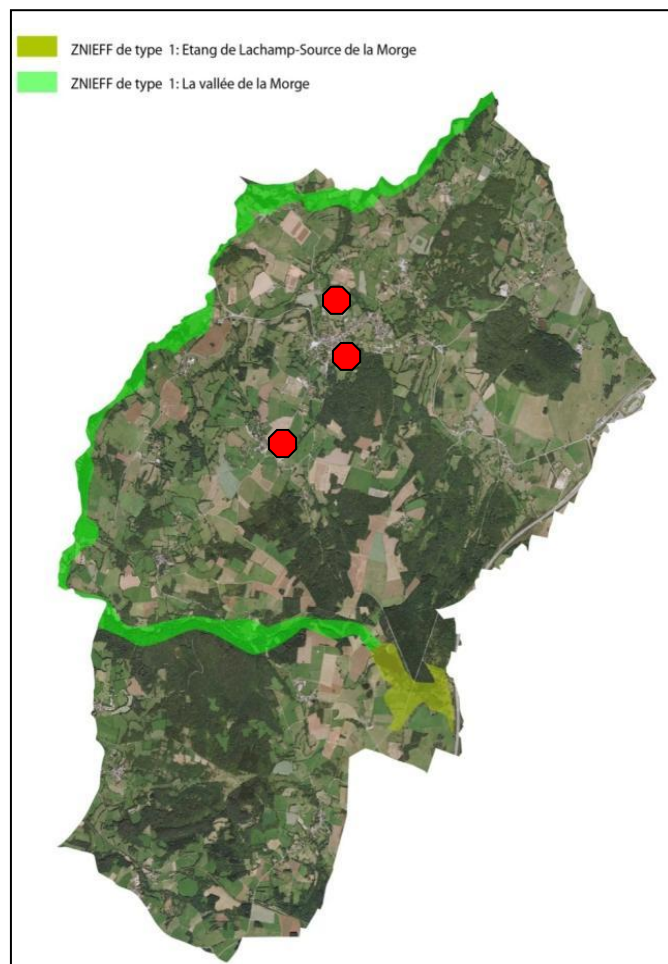 ZNIEFF de type 1: Etang de Lachamp-Source de la Morge
ZNIEFF de type 1: La vallée de la Morge